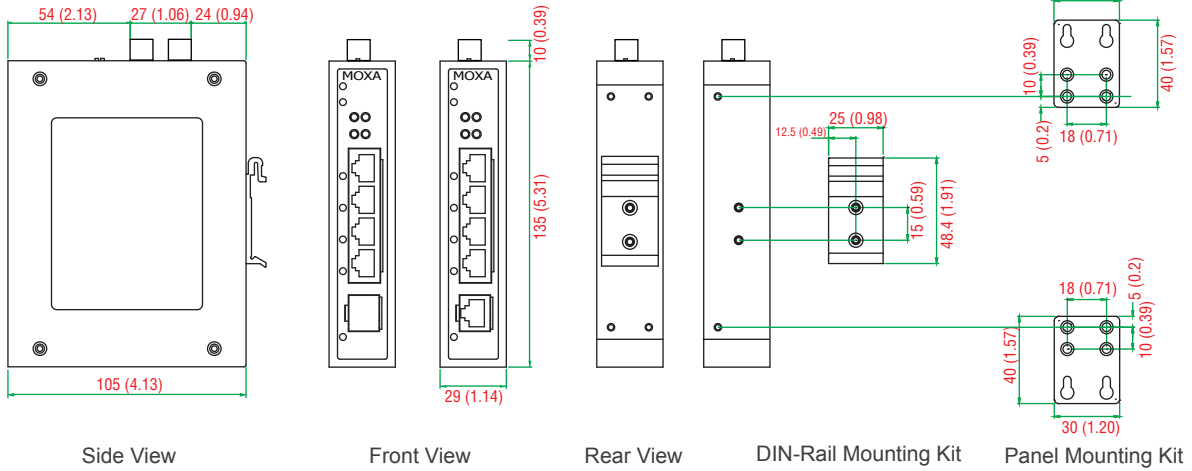 54 (2.13)
27 (1.06)
24 (0.94)
105 (4.13)
MOXA
MOXA
10 (0.39)
135 (5.31)
29 (1.14)
25 (0.98)
12.5 (0.49)
15 (0.59)
48.4 (1.91)
10 (0.39)
40 (1.57)
5 (0.2)
18 (0.71)
18 (0.71)
5 (0.2)
10 (0.39)
40 (1.57)
30 (1.20)
Side View
Front View
Rear View
DIN-Rail Mounting Kit
Panel Mounting Kit